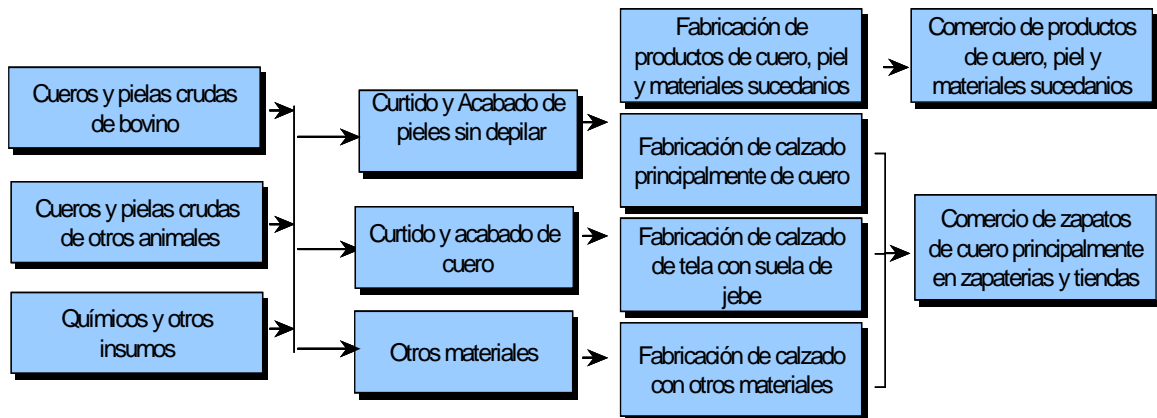 Cueros y pielas crudas
de bovino
Cueros y pielas crudas
de otros animales
Químicos y otros
insumos
Curtido y Acabado de
pieles sin depilar
Curtido y acabado de
cuero
Otros materiales
Fabricación de
productos de cuero, piel
y materiales sucedanios
Fabricación de calzado
principalmente de cuero
Fabricación de calzado
de tela con suela de
jebe
Fabricación de calzado
con otros materiales
Comercio de productos
de cuero, piel y
materiales sucedanios
Comercio de zapatos
de cuero principalmente
en zapaterias y tiendas